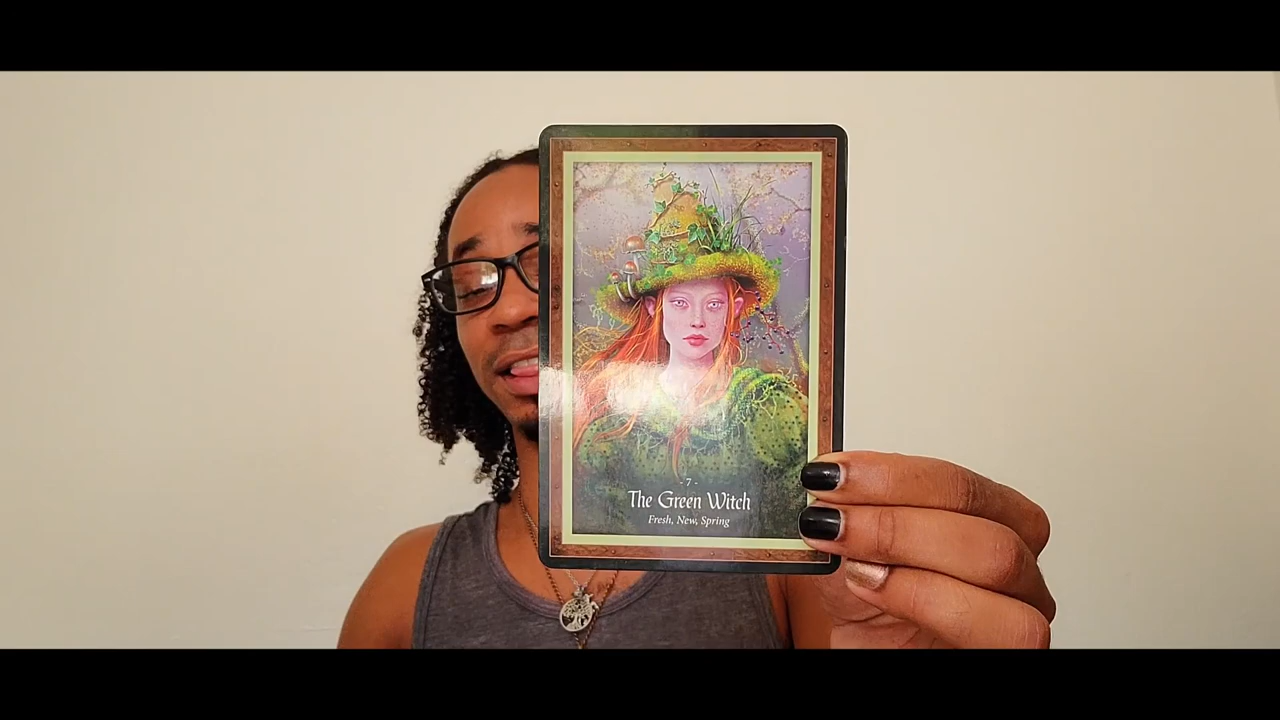 - 7 -
The Green Witch
Fresh, New, Spring